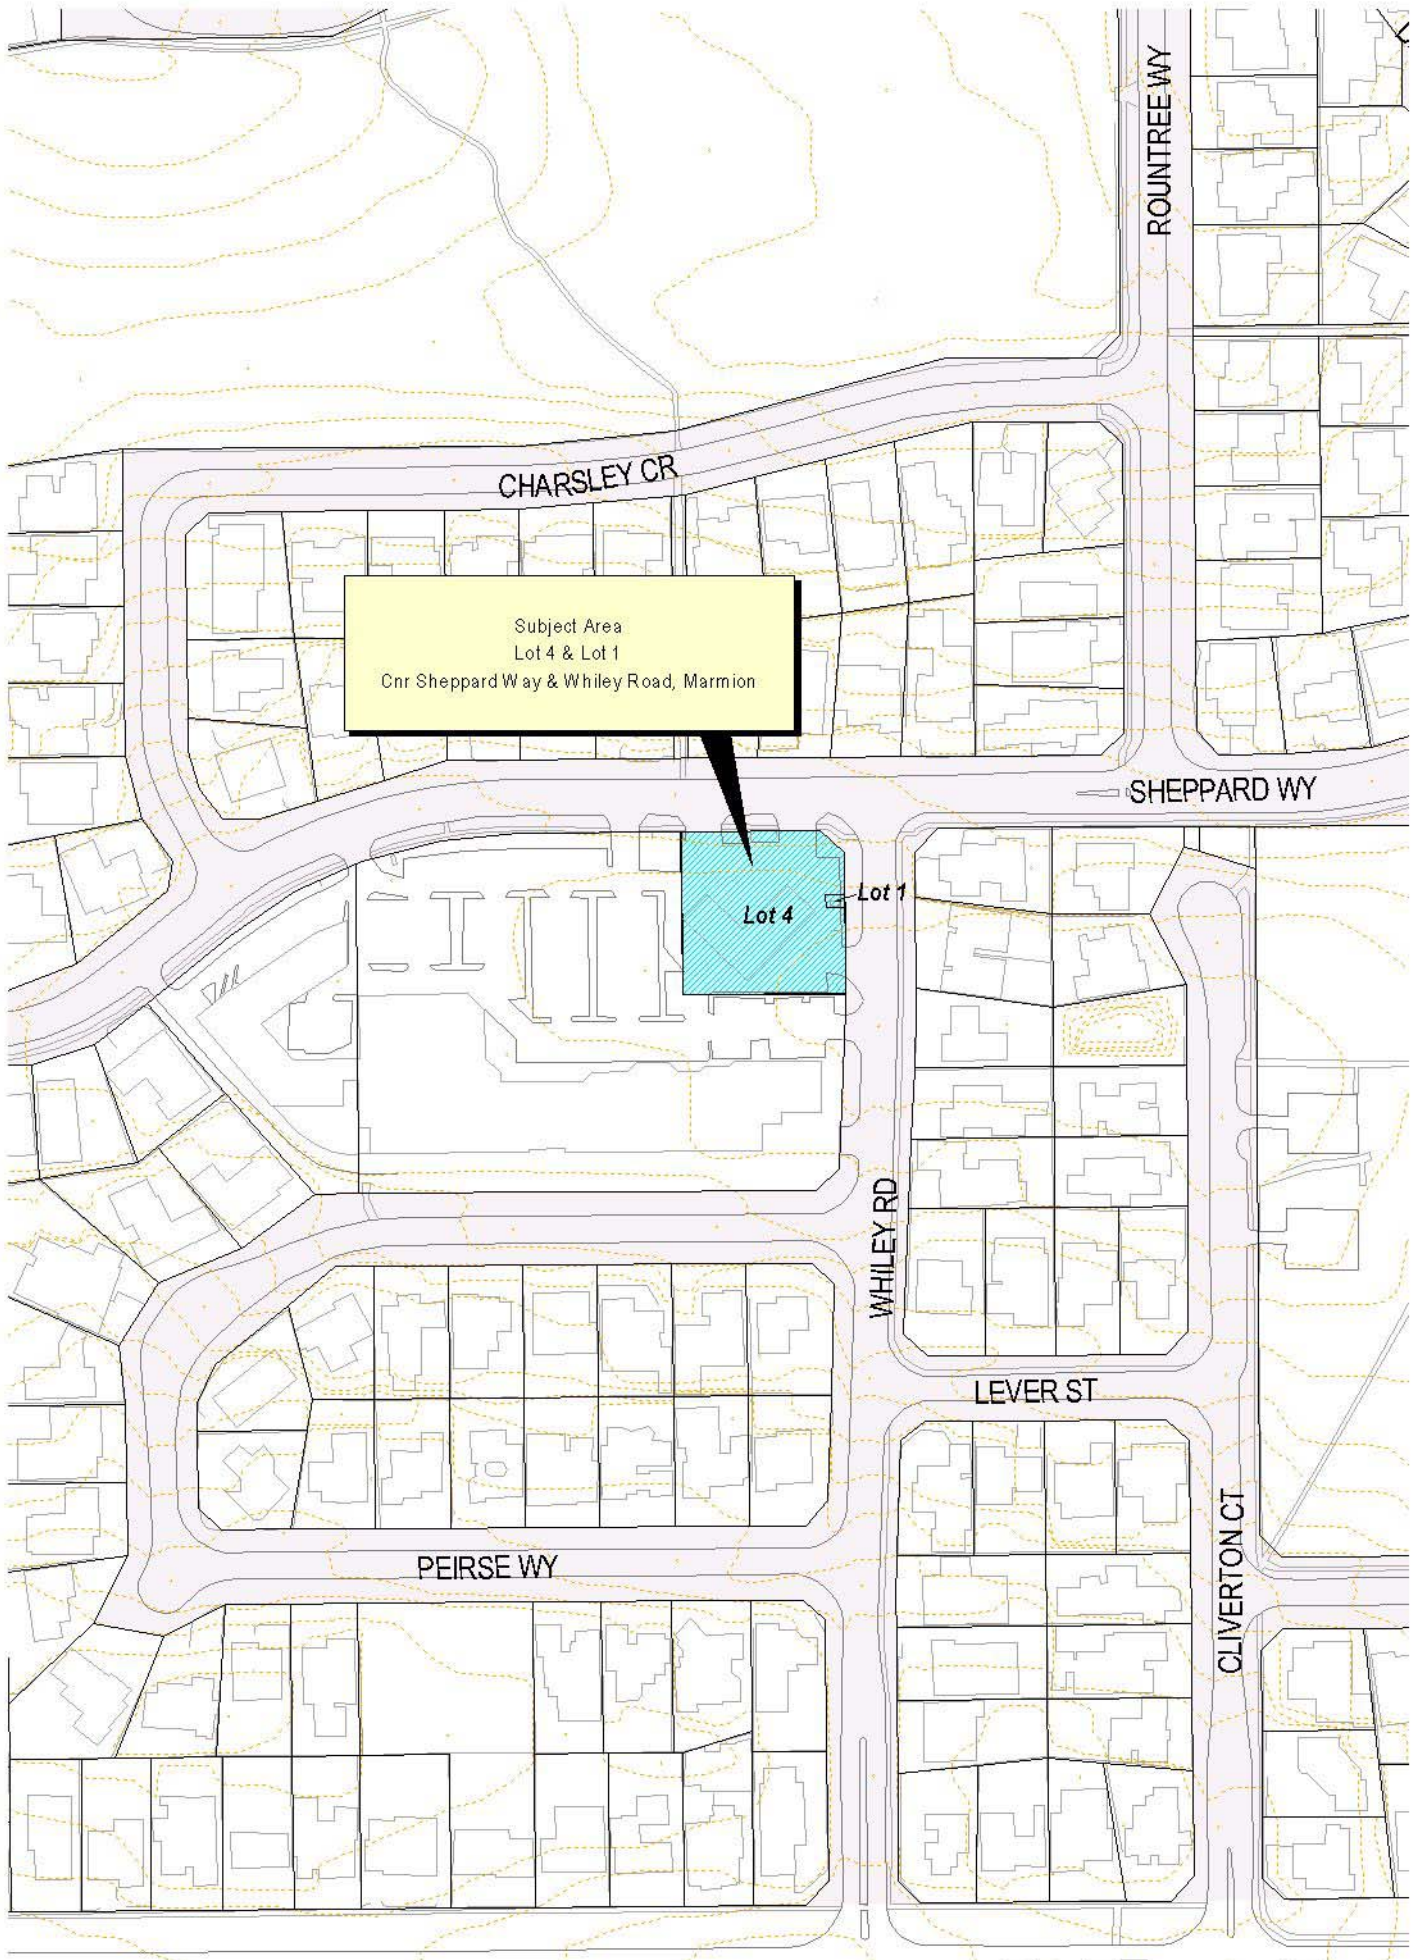 ROUNTREE WY
CHARSLEY CR
Subject Area
Lot 4 & Lot 1
Cnr Sheppard Way & Whiley Road, Marmion
SHEPPARD WY
Lot 1
Lot 4
WHILEY RD
LEVER ST
CLIVERTON CT
PEIRSE WY